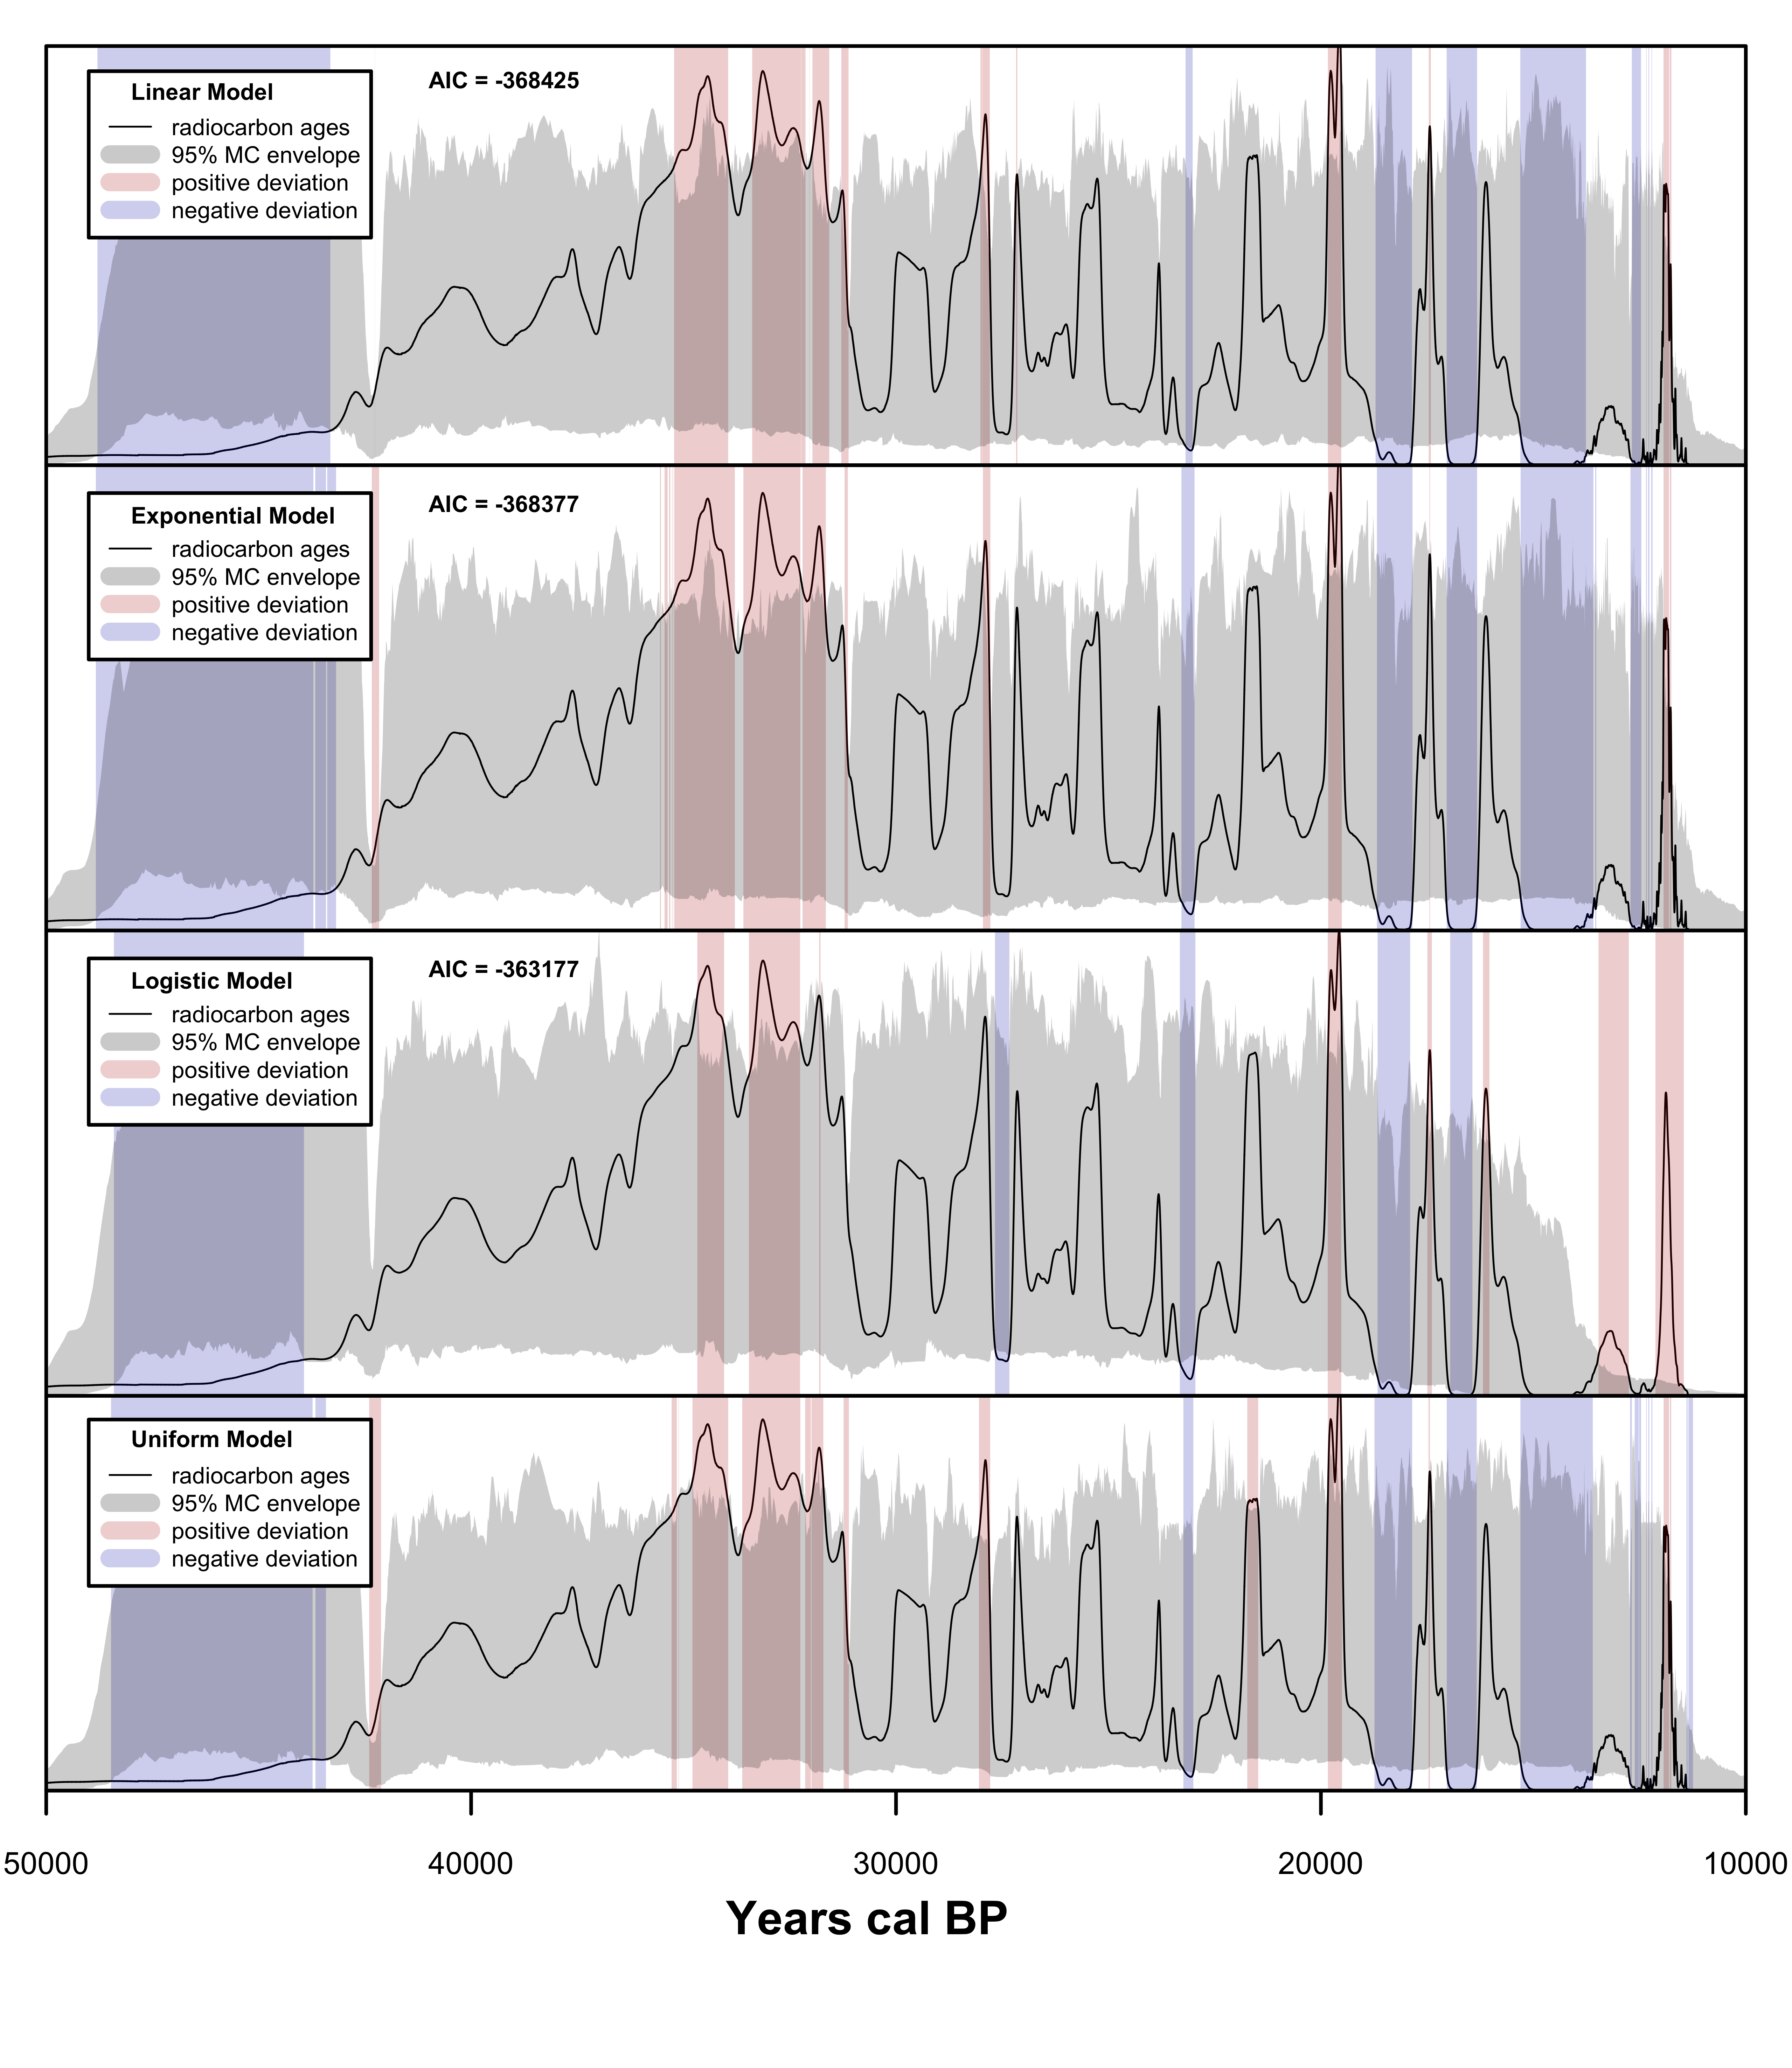 Linear Model
AIC = -368425
radiocarbon ages
95% MC envelope
positive deviation
negative deviation
Exponential Model
AIC = -368377
radiocarbon ages
95% MC envelope
positive deviation
negative deviation
Logistic Model
AIC = -363177
radiocarbon ages
95% MC envelope
positive deviation
negative deviation
Uniform Model
radiocarbon ages
95% MC envelope
positive deviation
negative deviation
50000 40000 30000 20000 10000
Years cal BP